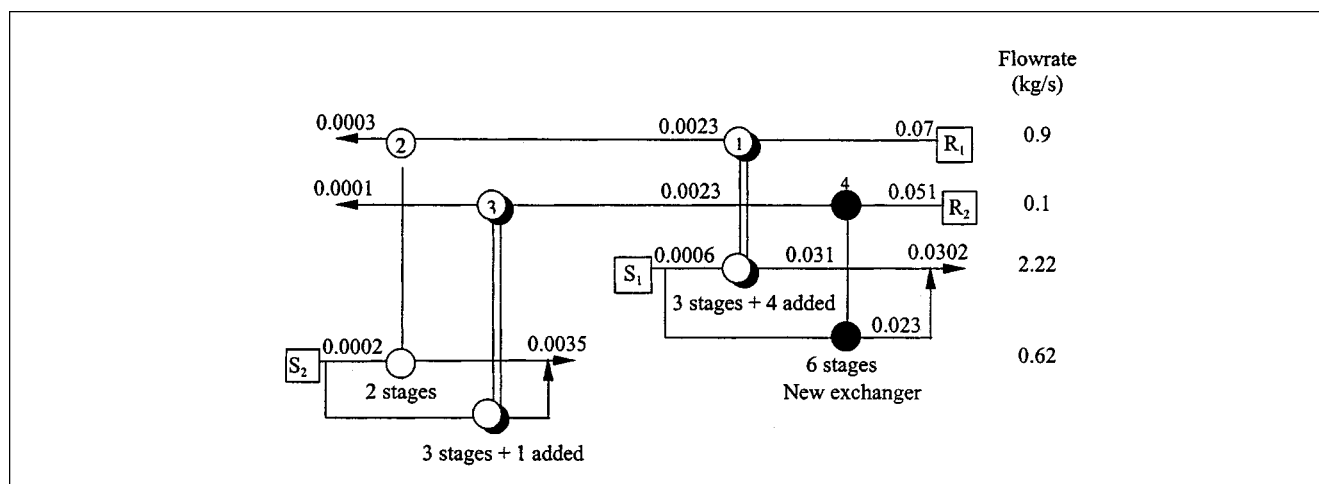 Flowrate
(kg/s)
0.0003
2
0.0023
1
0.07
R₁
0.9
0.0001
3
0.0023
4
0.051
R₂
0.1
S₁
0.0006
0.031
0.0302
2.22
3 stages + 4 added
0.023
S₂
0.0002
0.0035
0.62
2 stages
6 stages
New exchanger
3 stages + 1 added